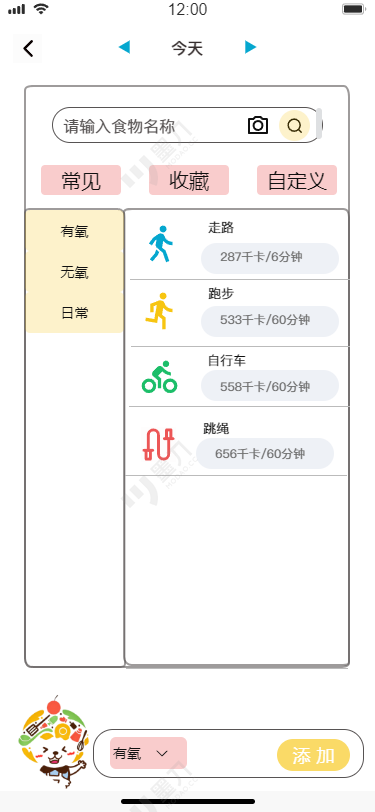 12:00
今天
请输入食物名称
常见
收藏
自定义
有氧
无氧
日常
走路
287千卡/6分钟
跑步
533千卡/60分钟
自行车
558千卡/60分钟
跳绳
656千卡/60分钟
有氧
添加